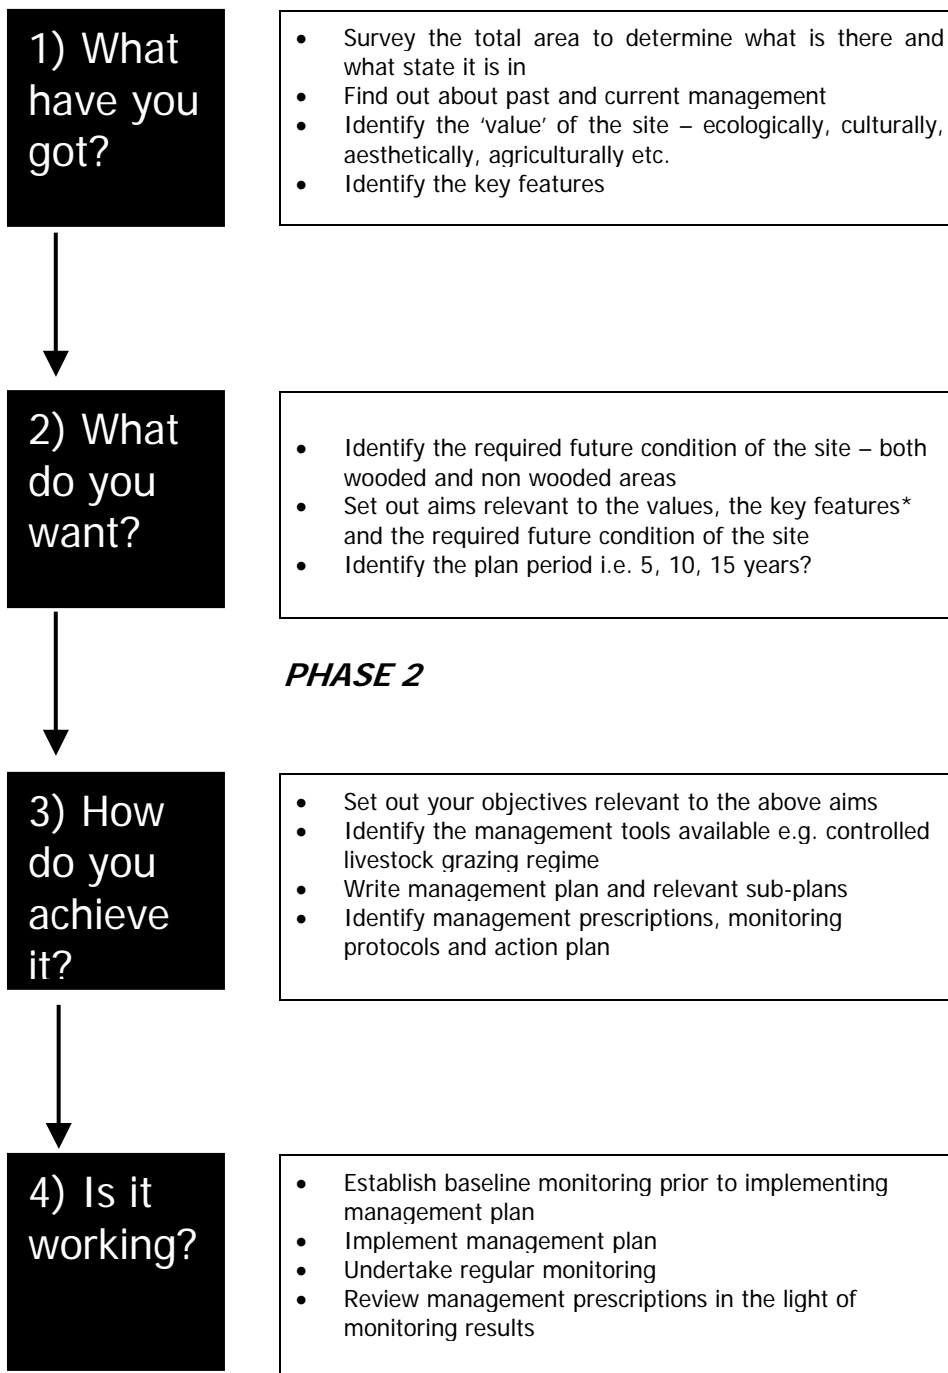 1) What
have you
got?
• Survey the total area to determine what is there and
what state it is in
• Find out about past and current management
• Identify the ‘value’ of the site – ecologically, culturally,
aesthetically, agriculturally etc.
• Identify the key features
2) What
do you
want?
• Identify the required future condition of the site – both
wooded and non wooded areas
• Set out aims relevant to the values, the key features*
and the required future condition of the site
• Identify the plan period i.e. 5, 10, 15 years?
PHASE 2
3) How
do you
achieve
it?
• Set out your objectives relevant to the above aims
• Identify the management tools available e.g. controlled
livestock grazing regime
• Write management plan and relevant sub-plans
• Identify management prescriptions, monitoring
protocols and action plan
4) Is it
working?
• Establish baseline monitoring prior to implementing
management plan
• Implement management plan
• Undertake regular monitoring
• Review management prescriptions in the light of
monitoring results